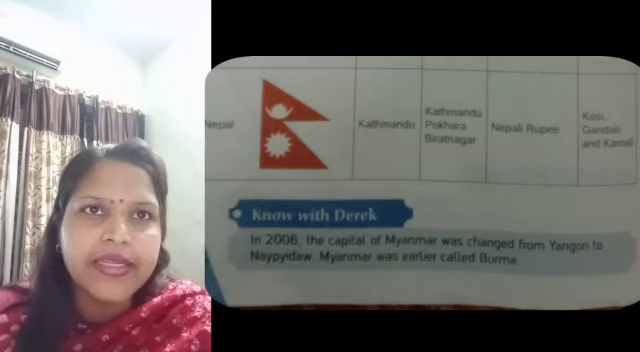 Nepal
Kathmandu
Kathmandu
Pokhara
Biratnagar
Nepali Rupee
Kosi,
Gandaki
and Karnali
Know with Derek
In 2006, the capital of Myanmar was changed from Yangon to
Naypyidaw. Myanmar was earlier called Burma.